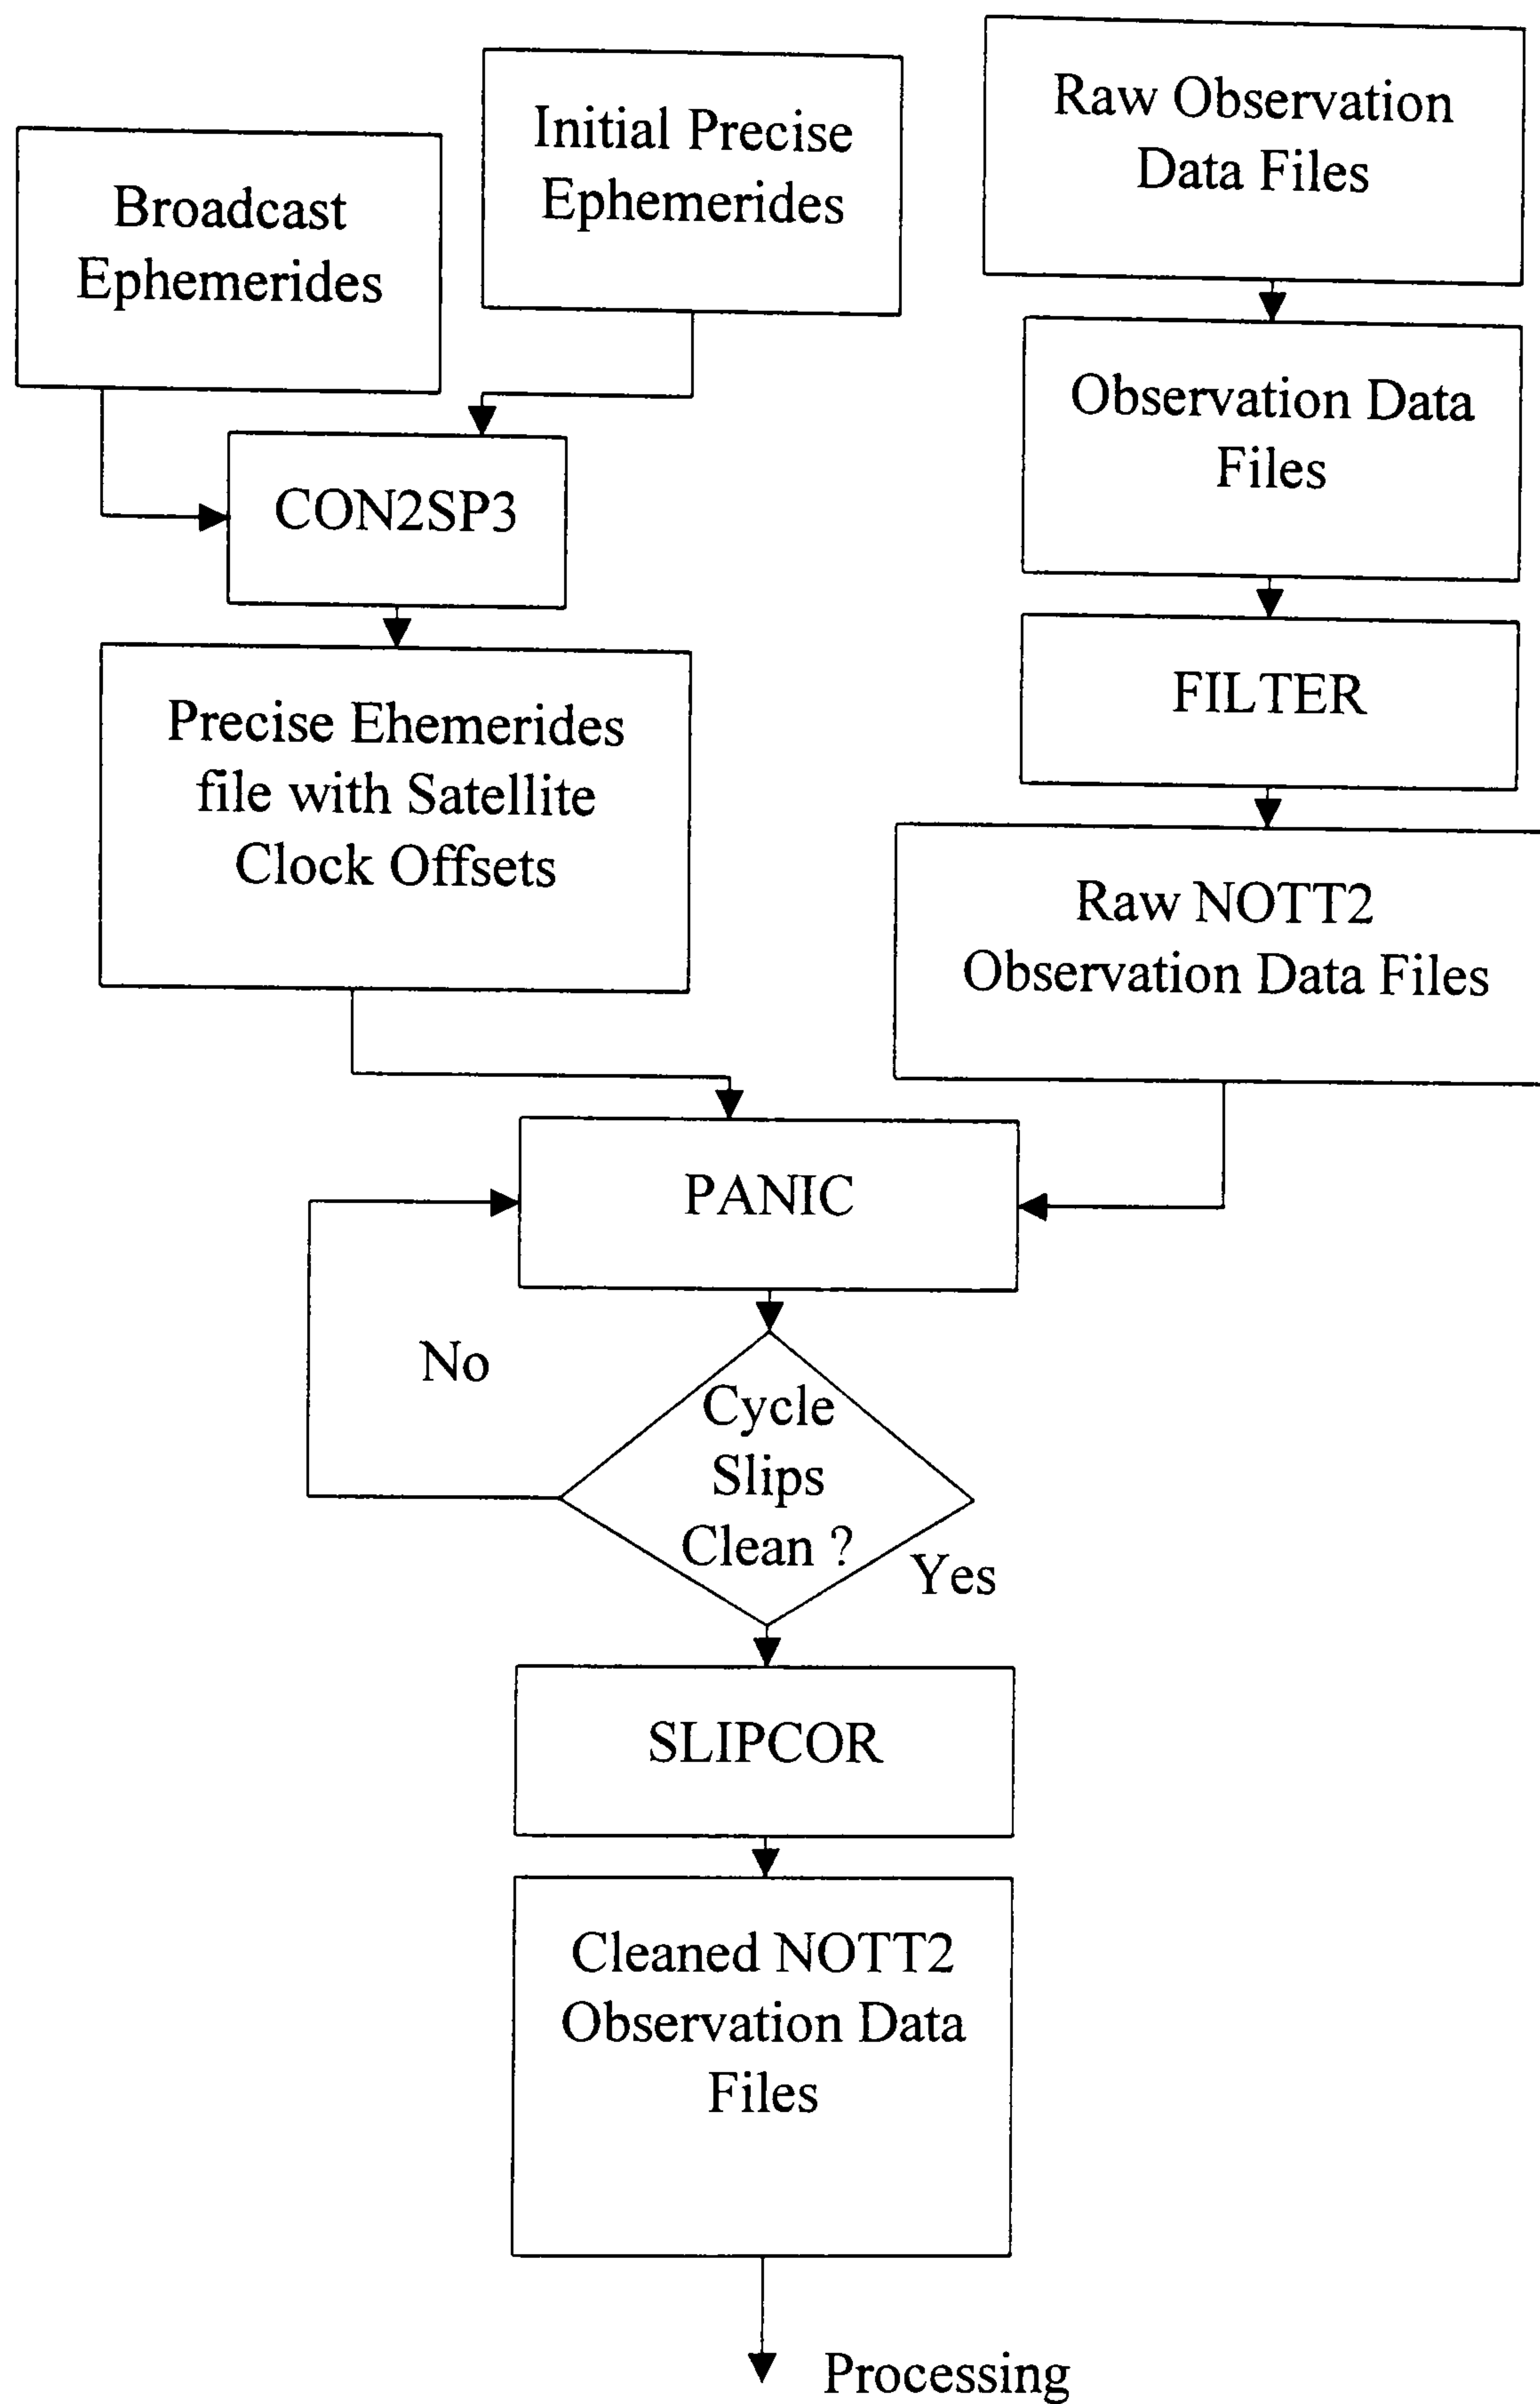 Broadcast
Ephemerides
Initial Precise
Ephemerides
Raw Observation
Data Files
Observation Data
Files
CON2SP3
FILTER
Precise Ehemerides
file with Satellite
Clock Offsets
Raw NOTT2
Observation Data Files
PANIC
No
Cycle
Slips
Clean ?
Yes
SLIPCOR
Cleaned NOTT2
Observation Data
Files
Processing